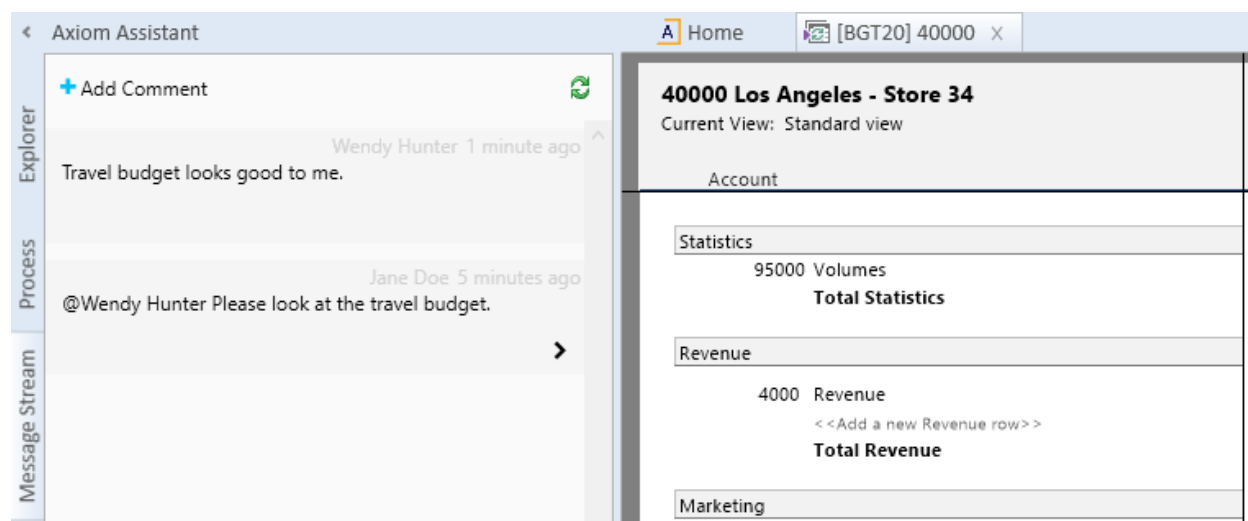 Axiom Assistant
Explorer
Process
Message Stream
Add Comment
Wendy Hunter 1 minute ago
Travel budget looks good to me.
Jane Doe 5 minutes ago
@Wendy Hunter Please look at the travel budget.
A Home
[BGT20] 40000 X
40000 Los Angeles - Store 34
Current View: Standard view
Account
Statistics
95000 Volumes
Total Statistics
Revenue
4000 Revenue
<<Add a new Revenue row>>
Total Revenue
Marketing